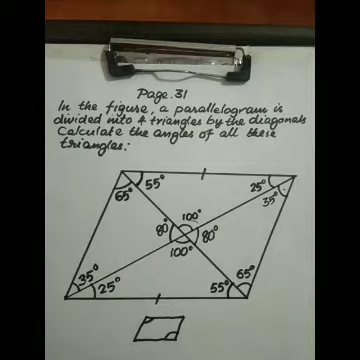 Page.31
In the figure, a parallelogram is
divided into 4 triangles by the diagonals
Calculate the angles of all these
triangles:
55°
65°
25°
35°
100°
80°
80°
100°
35°
25°
65°
55°